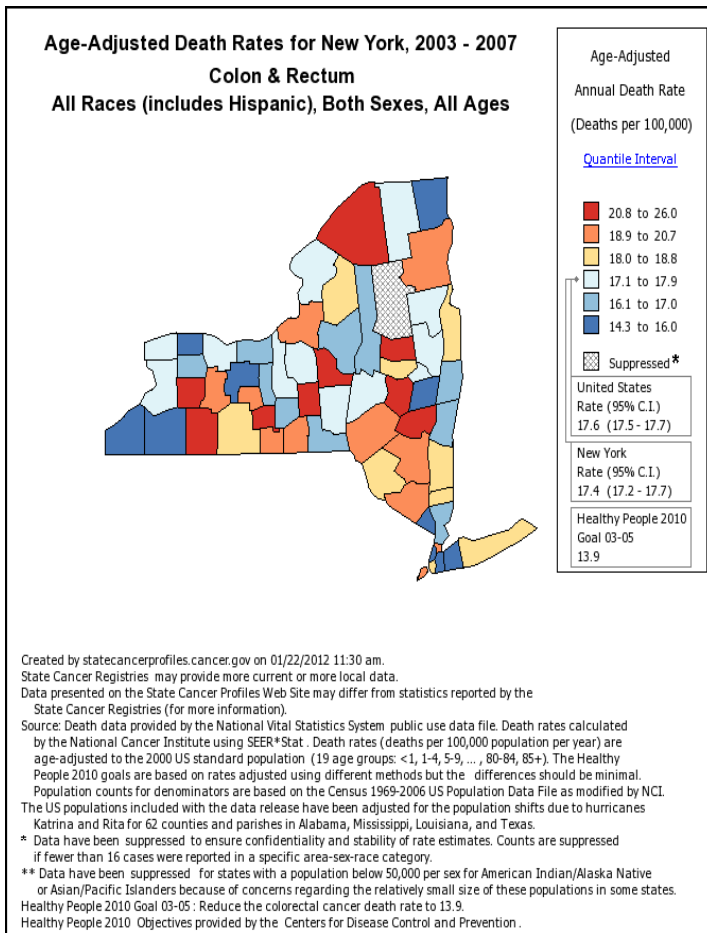 Age-Adjusted Death Rates for New York, 2003 - 2007
Colon & Rectum
All Races (includes Hispanic), Both Sexes, All Ages
Age-Adjusted
Annual Death Rate
(Deaths per 100,000)
Quantile Interval
20.8 to 26.0
18.9 to 20.7
18.0 to 18.8
17.1 to 17.9
16.1 to 17.0
14.3 to 16.0
Suppressed*
United States
Rate (95% C.I.)
17.6 (17.5 - 17.7)
New York
Rate (95% C.I.)
17.4 (17.2 - 17.7)
Healthy People 2010
Goal 03-05
13.9
Created by statecancerprofiles.cancer.gov on 01/22/2012 11:30 am.
State Cancer Registries may provide more current or more local data.
Data presented on the State Cancer Profiles Web Site may differ from statistics reported by the
State Cancer Registries (for more information).
Source: Death data provided by the National Vital Statistics System public use data file. Death rates calculated
by the National Cancer Institute using SEER*Stat . Death rates (deaths per 100,000 population per year) are
age-adjusted to the 2000 US standard population (19 age groups: <1, 1-4, 5-9, ... , 80-84, 85+). The Healthy
People 2010 goals are based on rates adjusted using different methods but the differences should be minimal.
Population counts for denominators are based on the Census 1969-2006 US Population Data File as modified by NCI.
The US populations included with the data release have been adjusted for the population shifts due to hurricanes
Katrina and Rita for 62 counties and parishes in Alabama, Mississippi, Louisiana, and Texas.
* Data have been suppressed to ensure confidentiality and stability of rate estimates. Counts are suppressed
if fewer than 16 cases were reported in a specific area-sex-race category.
** Data have been suppressed for states with a population below 50,000 per sex for American Indian/Alaska Native
or Asian/Pacific Islanders because of concerns regarding the relatively small size of these populations in some states.
Healthy People 2010 Goal 03-05 : Reduce the colorectal cancer death rate to 13.9.
Healthy People 2010 Objectives provided by the Centers for Disease Control and Prevention .